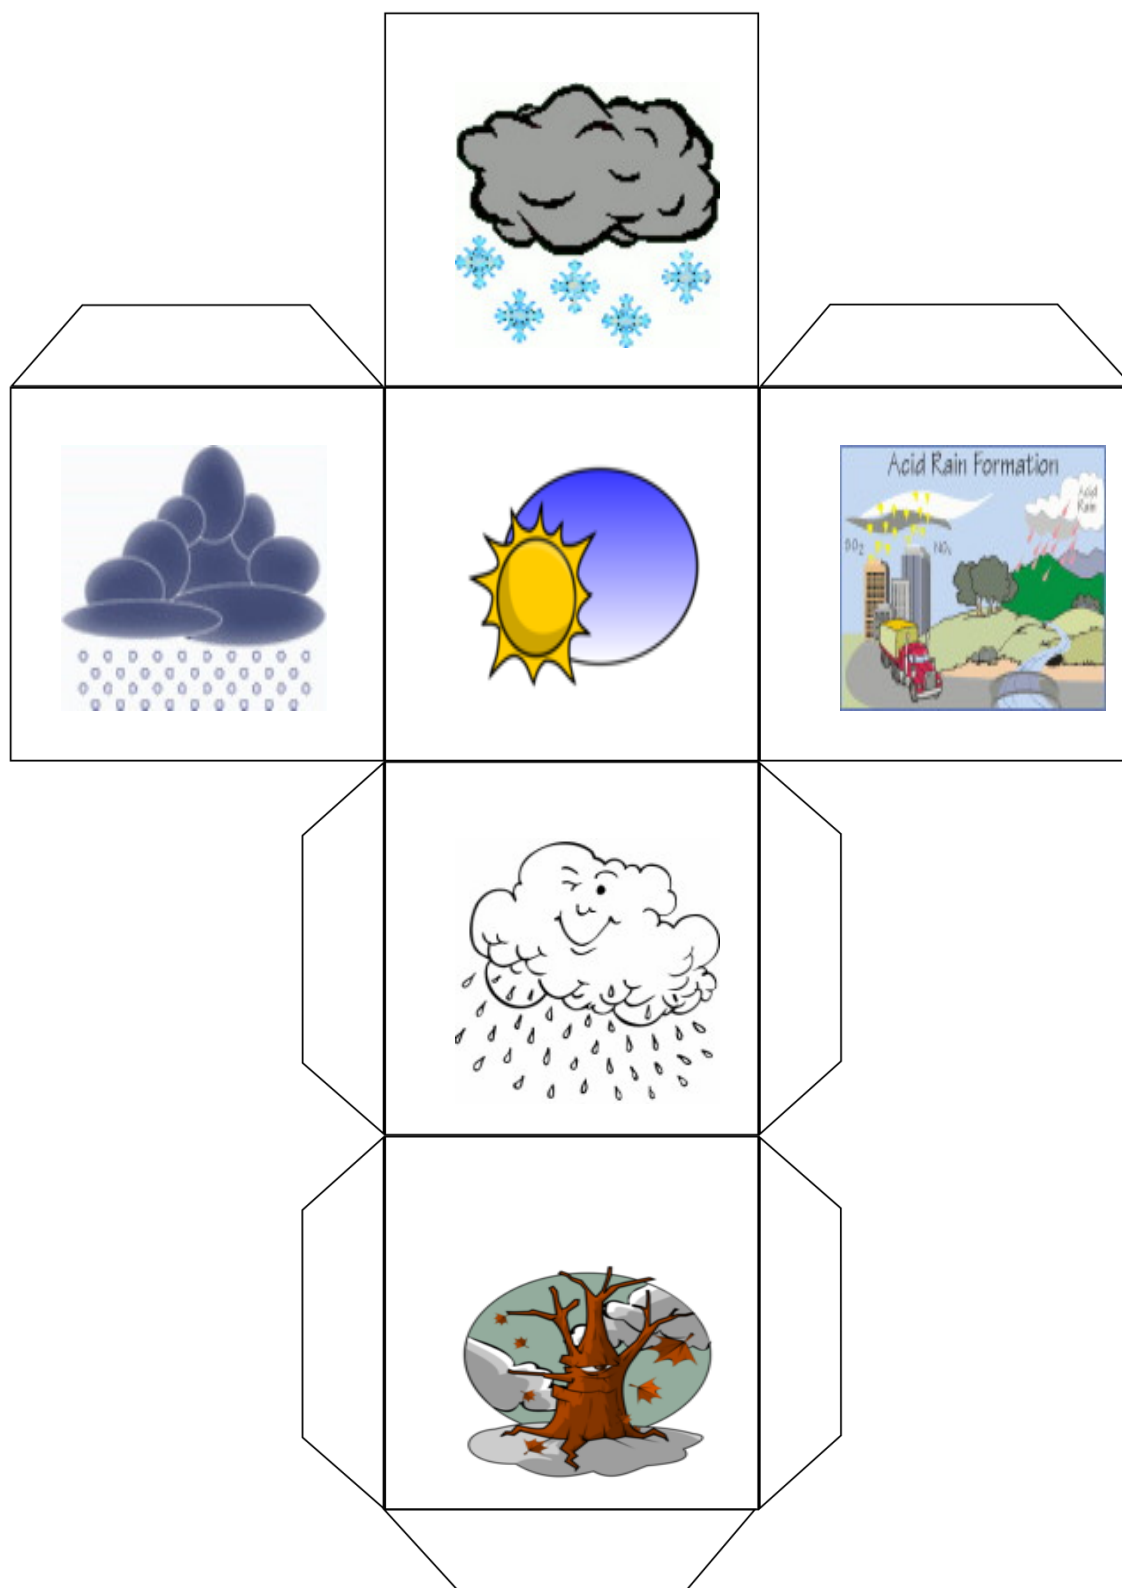 Acid Rain Formation
Acid
Rain
SO₂
NOₓ